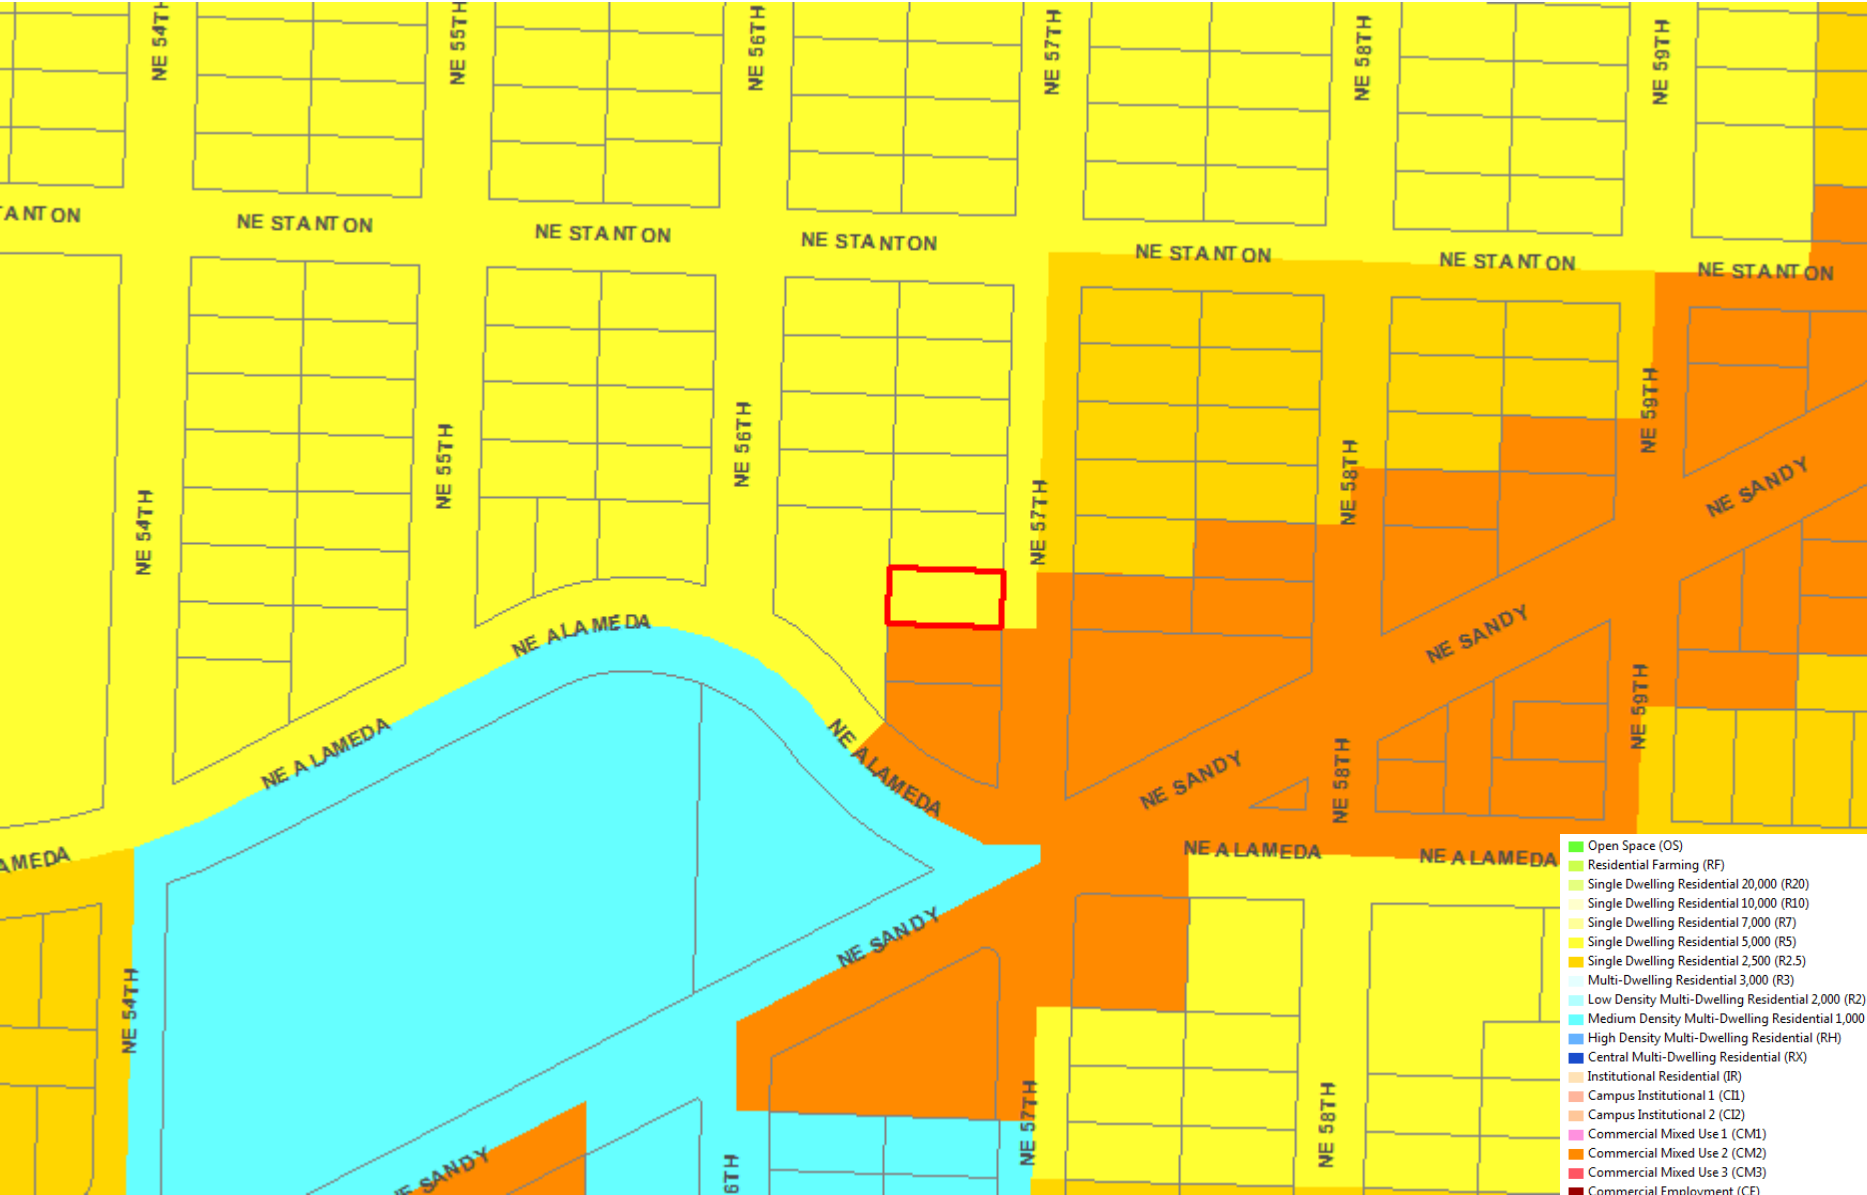 NE 54TH
NE 55TH
NE 56TH
NE 57TH
NE 58TH
NE 59TH
TANTON
NE STANTON
NE STANTON
NE STANTON
NE STANTON
NE STANTON
NE STANTON
NE 54TH
NE 55TH
NE 56TH
NE 57TH
NE 58TH
NE 59TH
NE SANDY
NE ALAMEDA
NE SANDY
NE ALAMEDA
NE ALAMEDA
NE SANDY
NE 58TH
NE 59TH
AMEDA
NE ALAMEDA
NE ALAMEDA
NE SANDY
NE 54TH
NE 57TH
NE 58TH
NE SANDY
6TH
Open Space (OS)
Residential Farming (RF)
Single Dwelling Residential 20,000 (R20)
Single Dwelling Residential 10,000 (R10)
Single Dwelling Residential 7,000 (R7)
Single Dwelling Residential 5,000 (R5)
Single Dwelling Residential 2,500 (R2.5)
Multi-Dwelling Residential 3,000 (R3)
Low Density Multi-Dwelling Residential 2,000 (R2)
Medium Density Multi-Dwelling Residential 1,000
High Density Multi-Dwelling Residential (RH)
Central Multi-Dwelling Residential (RX)
Institutional Residential (IR)
Campus Institutional 1 (CI1)
Campus Institutional 2 (CI2)
Commercial Mixed Use 1 (CM1)
Commercial Mixed Use 2 (CM2)
Commercial Mixed Use 3 (CM3)
Commercial Employment (CE)